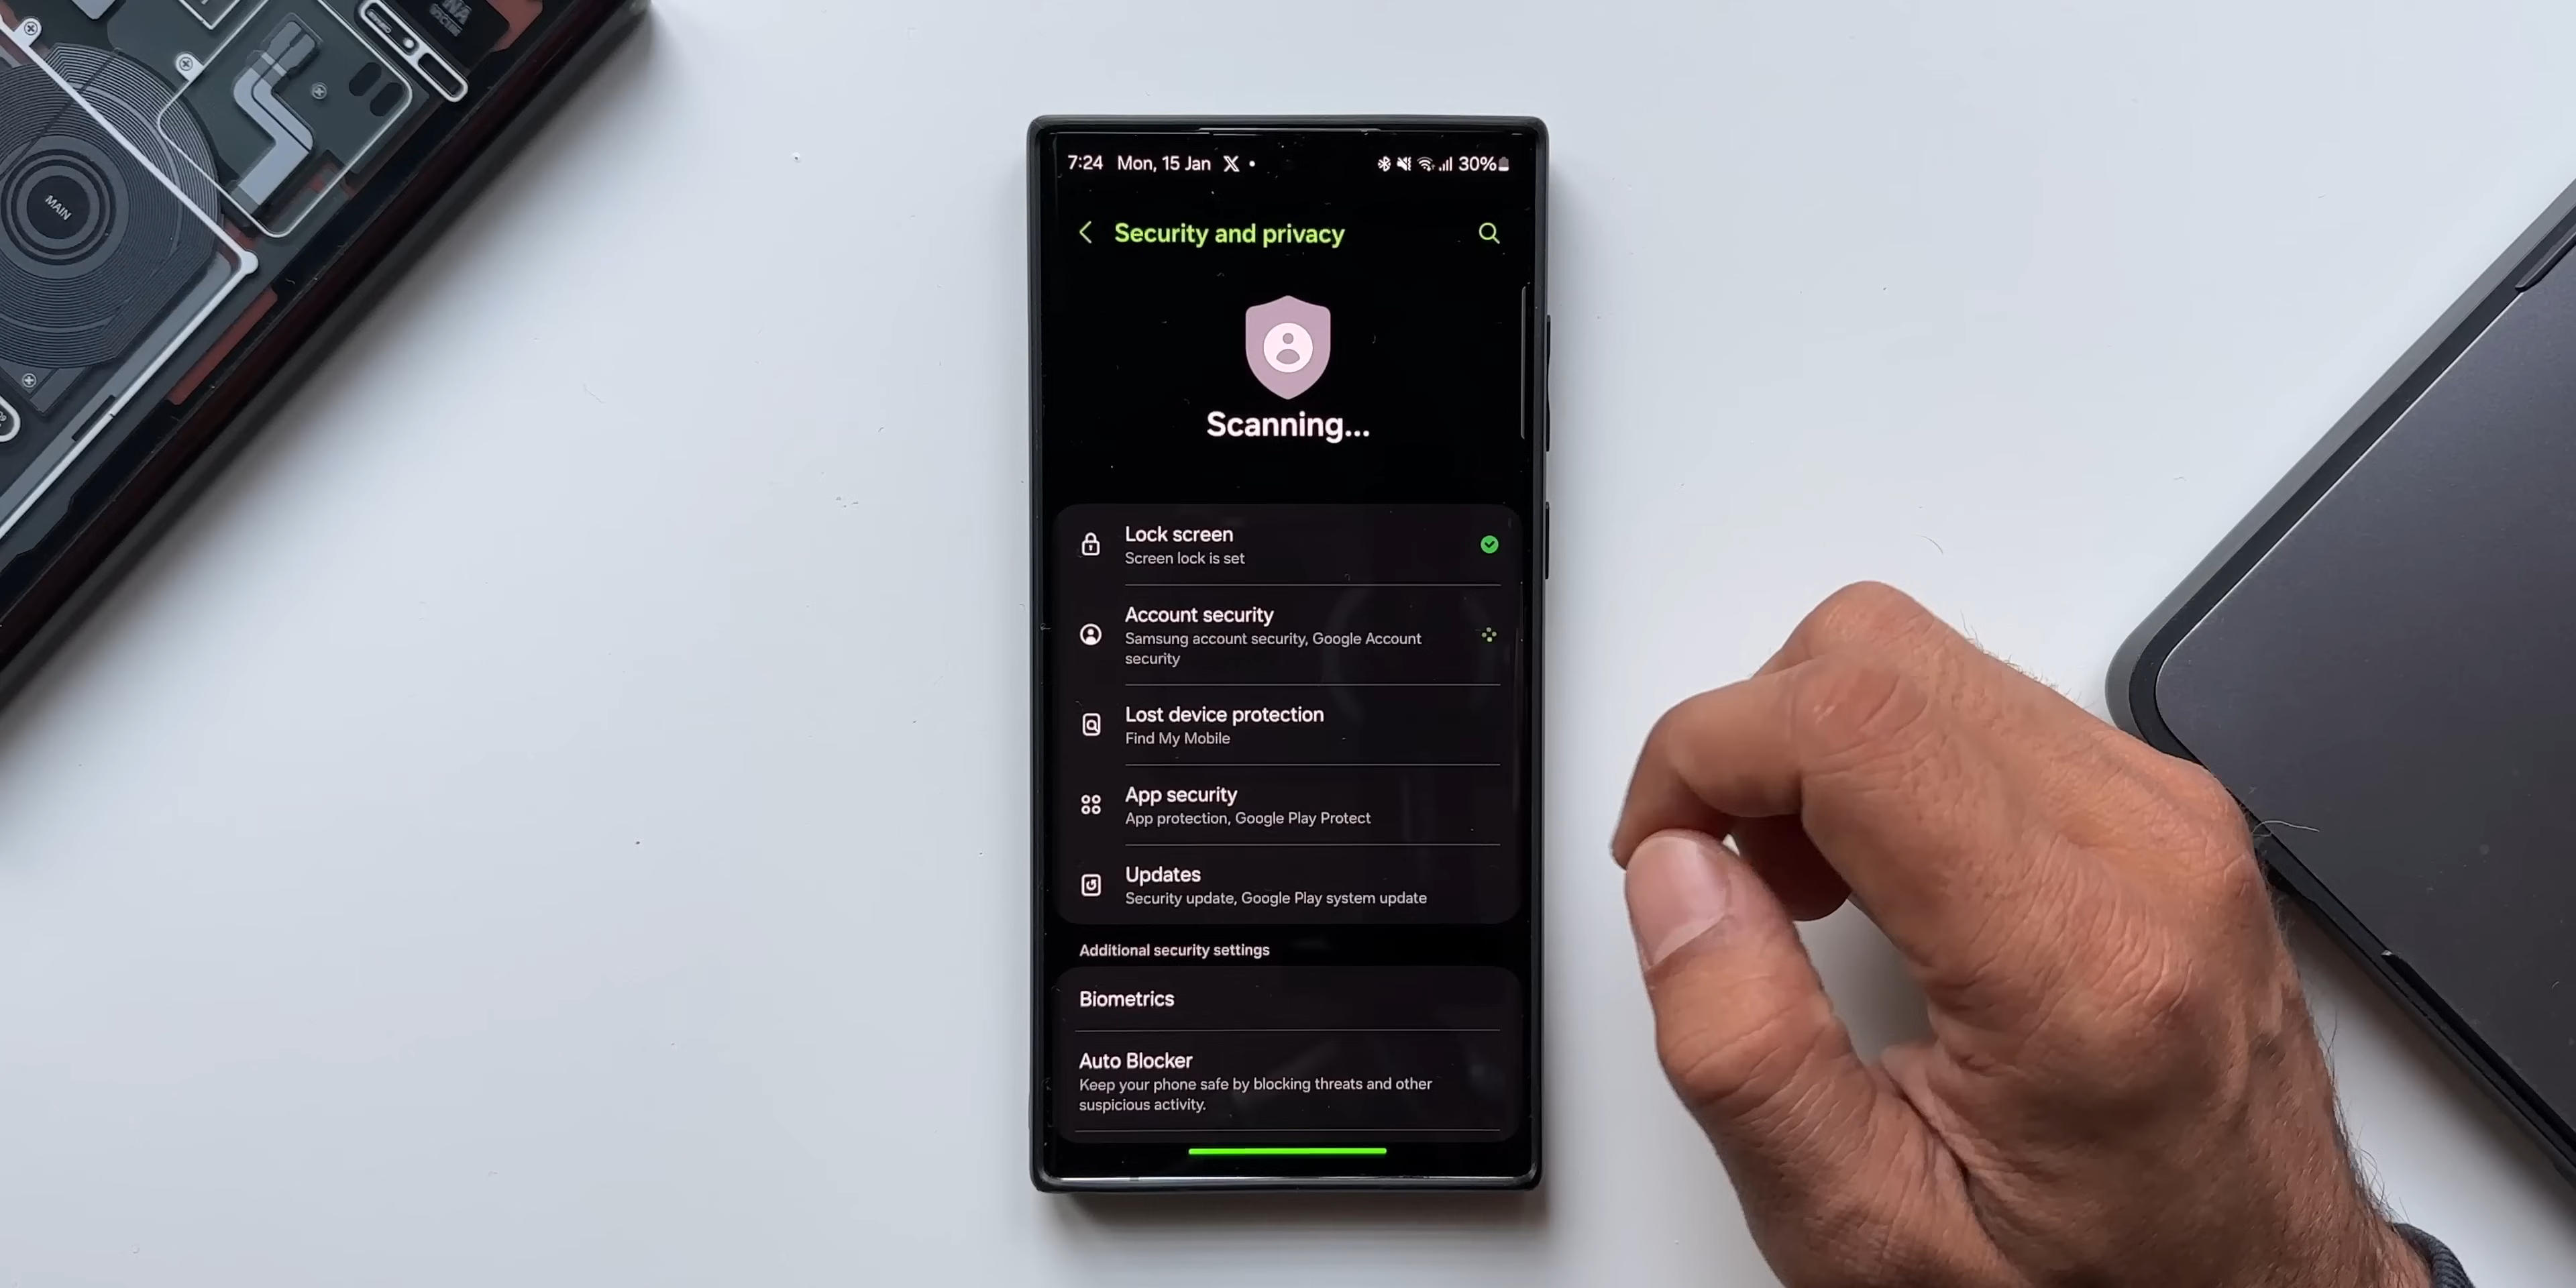 MAIN
7:24 Mon, 15 Jan
30%
Security and privacy
Scanning...
Lock screen
Screen lock is set
Account security
Samsung account security, Google Account
security
Lost device protection
Find My Mobile
App security
App protection, Google Play Protect
Updates
Security update, Google Play system update
Additional security settings
Biometrics
Auto Blocker
Keep your phone safe by blocking threats and other
suspicious activity.